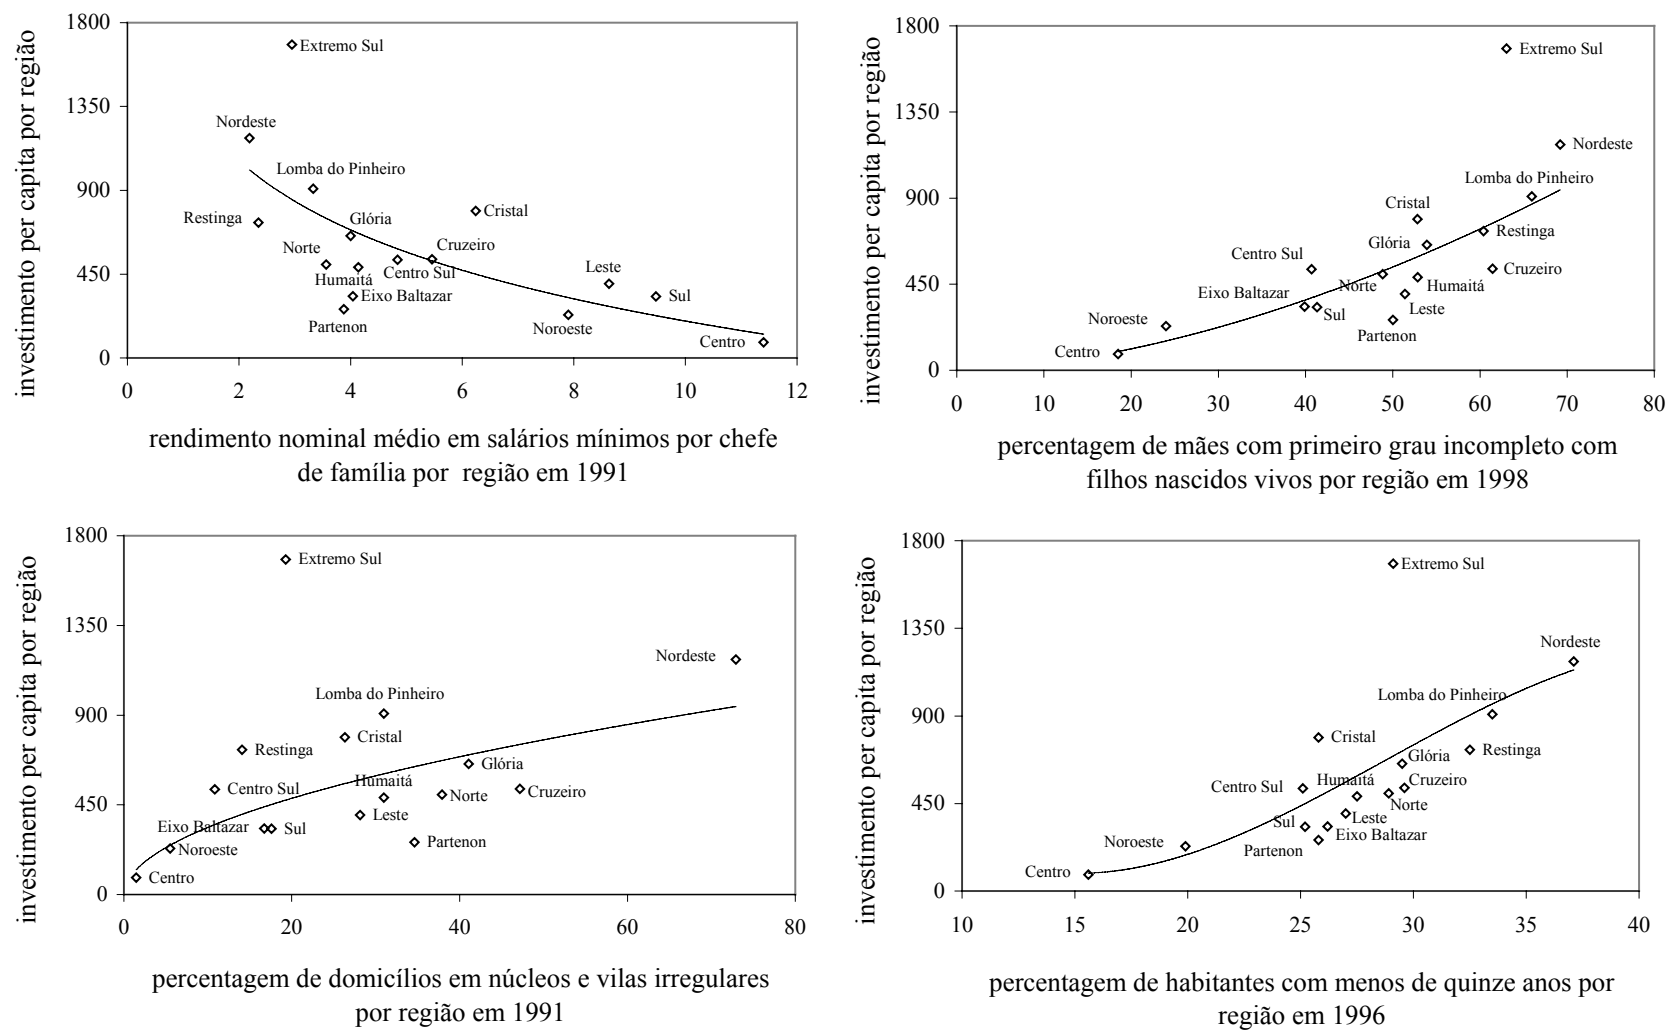 investimento per capita por região
1800
1350
900
450
0
Extremo Sul
Nordeste
Lomba do Pinheiro
Restinga
Glória
Cristal
Norte
Cruzeiro
Humaitá
Centro Sul
Leste
Eixo Baltazar
Sul
Partenon
Noroeste
Centro
0 2 4 6 8 10 12
rendimento nominal médio em salários mínimos por chefe
de família por região em 1991
investimento per capita por região
1800
1350
900
450
0
Extremo Sul
Nordeste
Lomba do Pinheiro
Cristal
Restinga
Glória
Centro Sul
Cruzeiro
Norte
Humaitá
Eixo Baltazar
Sul
Leste
Noroeste
Partenon
Centro
0 10 20 30 40 50 60 70 80
percentagem de mães com primeiro grau incompleto com
filhos nascidos vivos por região em 1998
investimento per capita por região
1800
1350
900
450
0
Extremo Sul
Nordeste
Lomba do Pinheiro
Cristal
Restinga
Glória
Humaitá
Centro Sul
Norte
Cruzeiro
Leste
Eixo Baltazar
Sul
Partenon
Noroeste
Centro
0 20 40 60 80
percentagem de domicílios em núcleos e vilas irregulares
por região em 1991
investimento per capita por região
1800
1350
900
450
0
Extremo Sul
Nordeste
Lomba do Pinheiro
Cristal
Restinga
Glória
Humaitá
Cruzeiro
Centro Sul
Norte
Sul
Leste
Eixo Baltazar
Noroeste
Partenon
Centro
10 15 20 25 30 35 40
percentagem de habitantes com menos de quinze anos por
região em 1996